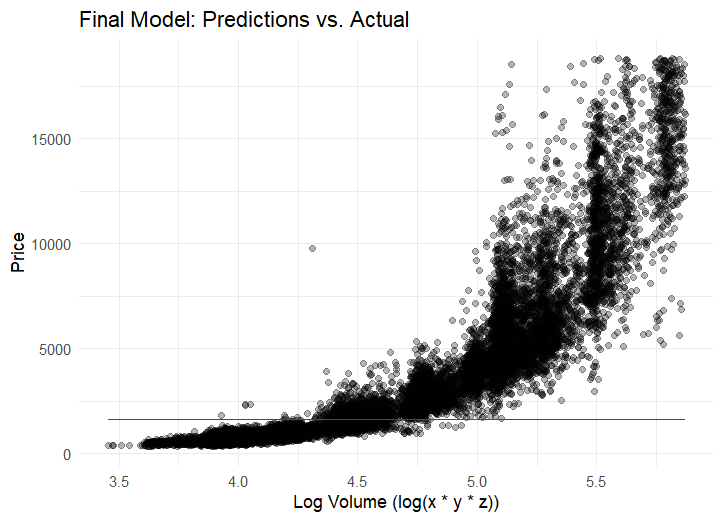 Final Model: Predictions vs. Actual
15000
10000
5000
0
Price
3.5 4.0 4.5 5.0 5.5
Log Volume (log(x * y * z))